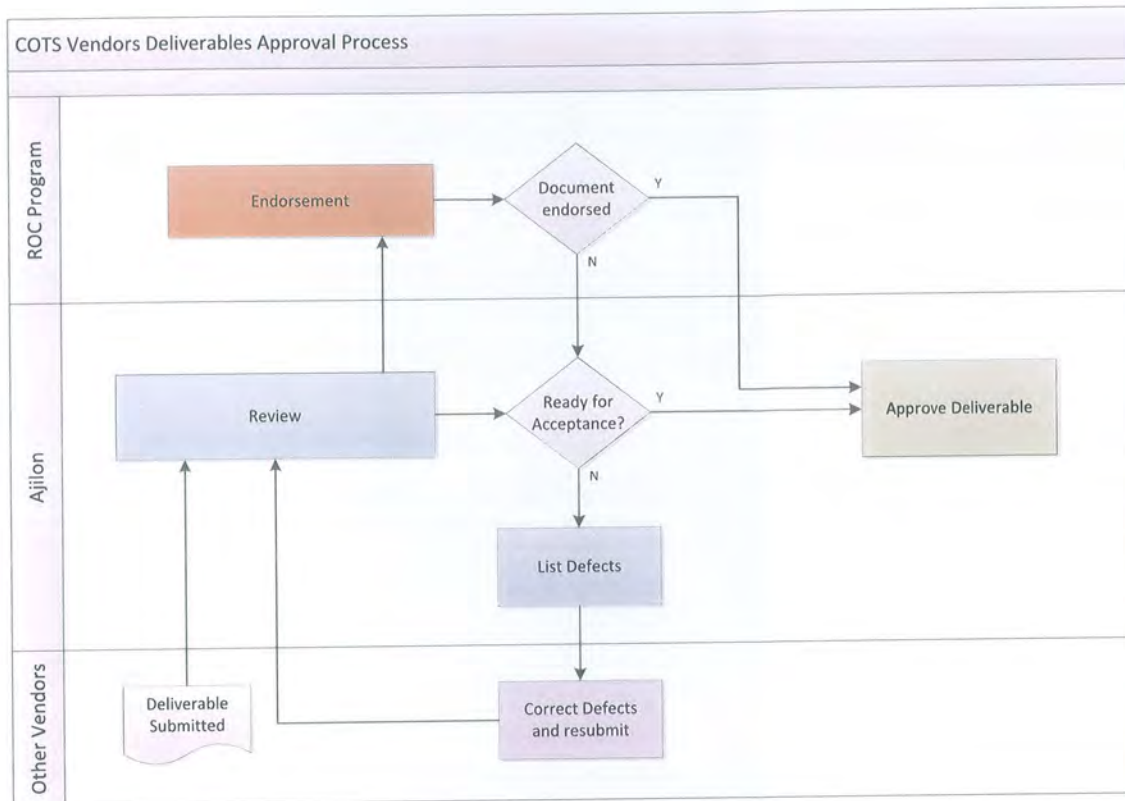 COTS Vendors Deliverables Approval Process
ROC Program
Endorsement
Document
endorsed
Y
N
Ajilon
Review
Ready for
Acceptance?
Y
N
Approve Deliverable
List Defects
Other Vendors
Deliverable
Submitted
Correct Defects
and resubmit